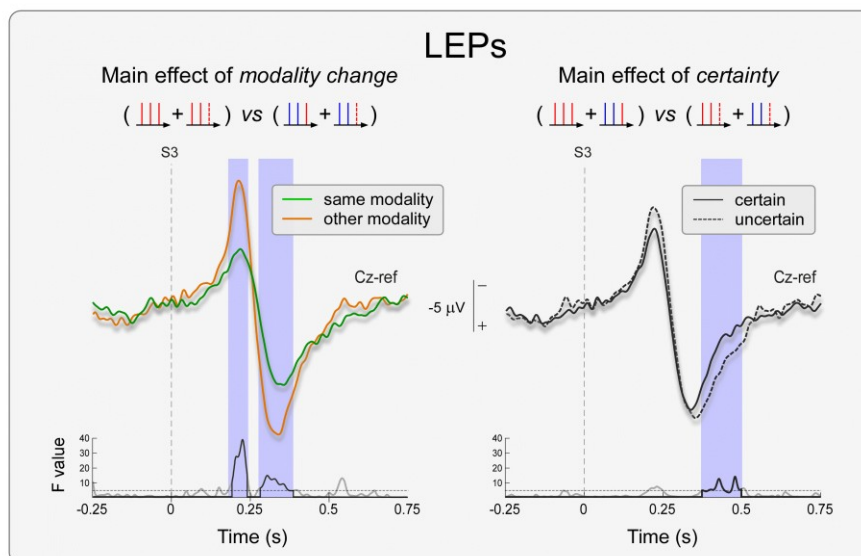 LEPs
Main effect of modality change
( + ) vs ( + )
S3
same modality
other modality
Cz-ref
F value
40
30
20
10
-0.25
0
0.25
0.5
0.75
Time (s)
Main effect of certainty
( + ) vs ( + )
S3
certain
uncertain
Cz-ref
-5 μV
−
+
40
30
20
10
-0.25
0
0.25
0.5
0.75
Time (s)